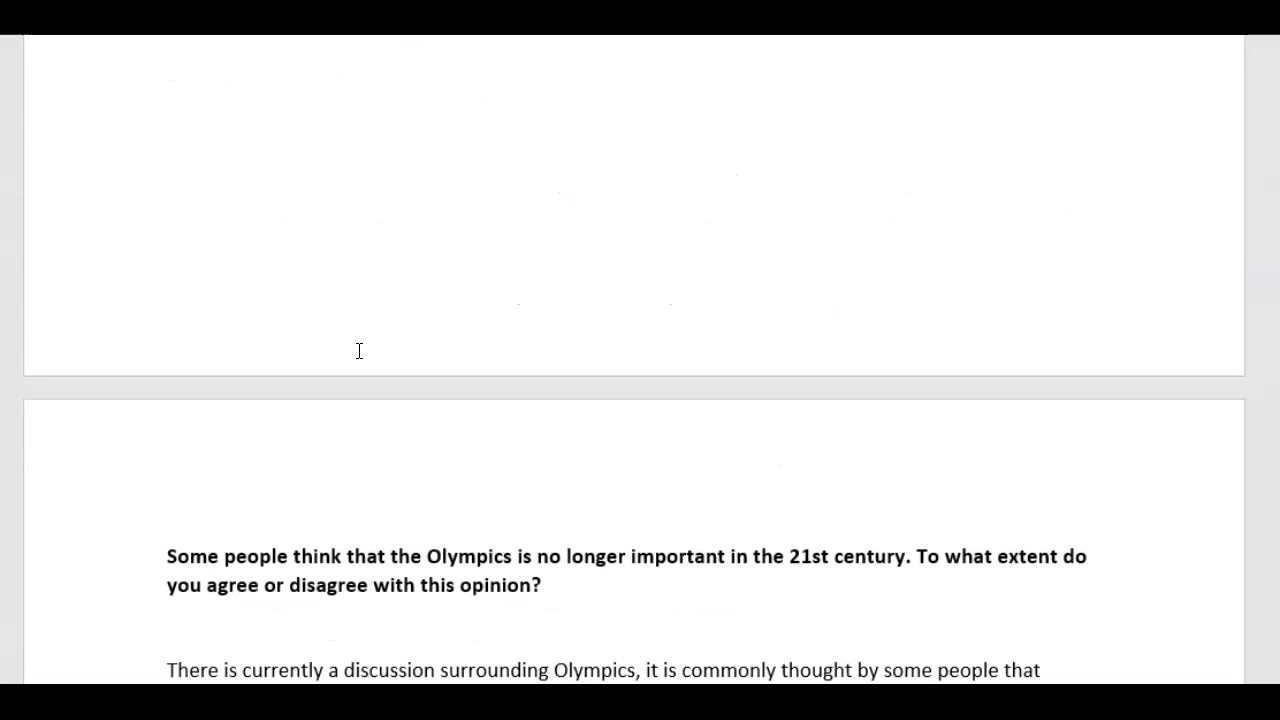 Some people think that the Olympics is no longer important in the 21st century. To what extent do
you agree or disagree with this opinion?
There is currently a discussion surrounding Olympics, it is commonly thought by some people that